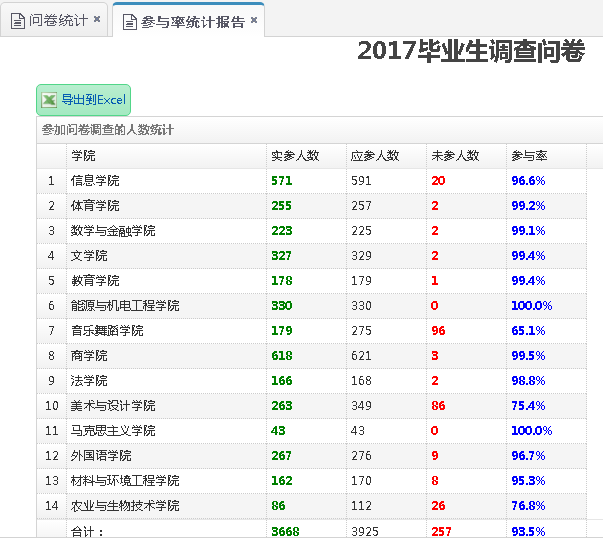 问卷统计 × 参与率统计报告 ×
2017毕业生调查问卷
导出到Excel
参加问卷调查的人数统计
学院 实参人数 应参人数 未参人数 参与率
1 信息学院 571 591 20 96.6%
2 体育学院 255 257 2 99.2%
3 数学与金融学院 223 225 2 99.1%
4 文学院 327 329 2 99.4%
5 教育学院 178 179 1 99.4%
6 能源与机电工程学院 330 330 0 100.0%
7 音乐舞蹈学院 179 275 96 65.1%
8 商学院 618 621 3 99.5%
9 法学院 166 168 2 98.8%
10 美术与设计学院 263 349 86 75.4%
11 马克思主义学院 43 43 0 100.0%
12 外国语学院 267 276 9 96.7%
13 材料与环境工程学院 162 170 8 95.3%
14 农业与生物技术学院 86 112 26 76.8%
合计： 3668 3925 257 93.5%